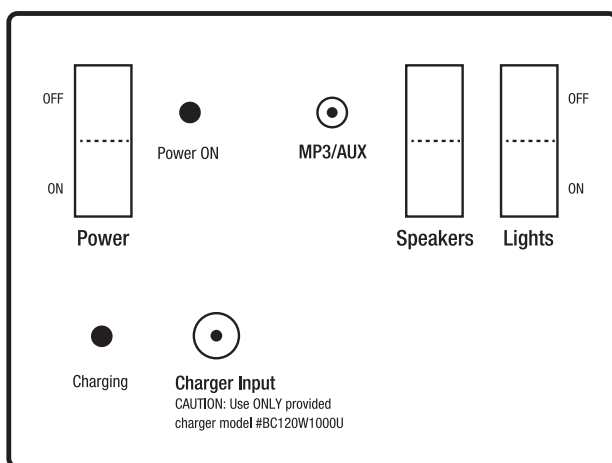 OFF
ON
Power
Power ON
MP3/AUX
Speakers
Lights
OFF
ON
Charging
Charger Input
CAUTION: Use ONLY provided
charger model #BC120W1000U